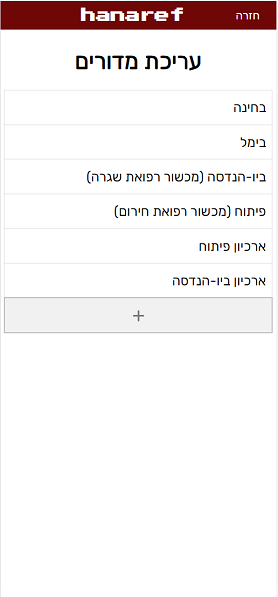 חזרה
hanaref
עריכת מדורים
בחינה
בימל
ביו-הנדסה (מכשור רפואת שגרה)
פיתוח (מכשור רפואת חירום)
ארכיון פיתוח
ארכיון ביו-הנדסה
+